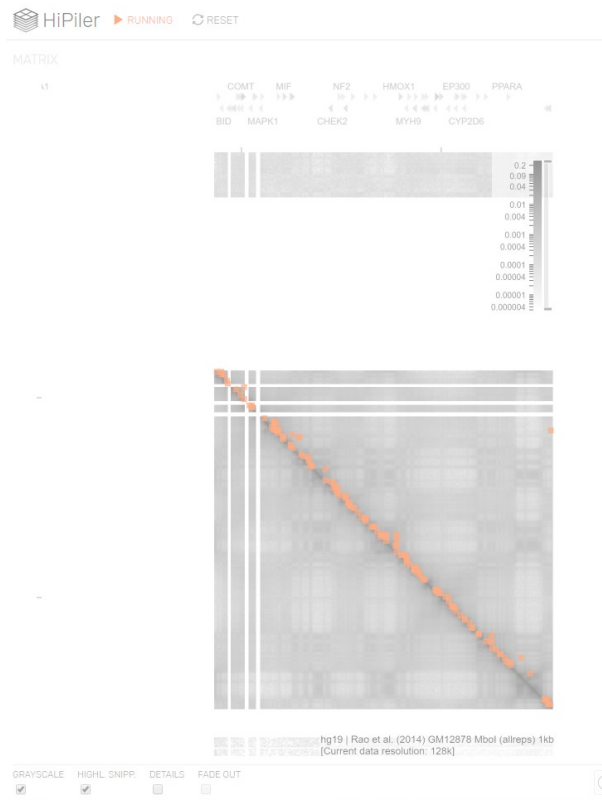 HiPiler RUNNING RESET
MATRIX
COMT MIF NF2 HMOX1 EP300 PPARA
BID MAPK1 CHEK2 MYH9 CYP2D6
0.2
0.09
0.04
0.01
0.004
0.001
0.0004
0.0001
0.00004
0.00001
0.000004
hg19 | Rao et al. (2014) GM12878 MboI (allreps) 1kb
[Current data resolution: 128k]
GRAYSCALE HIGHL. SNIPP. DETAILS FADE OUT